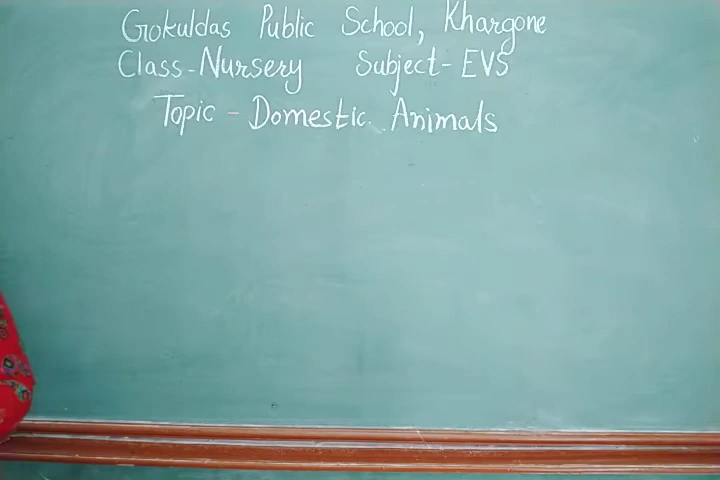 Gokuldas Public School, Khargone
Class-Nursery Subject-EVS
Topic - Domestic Animals